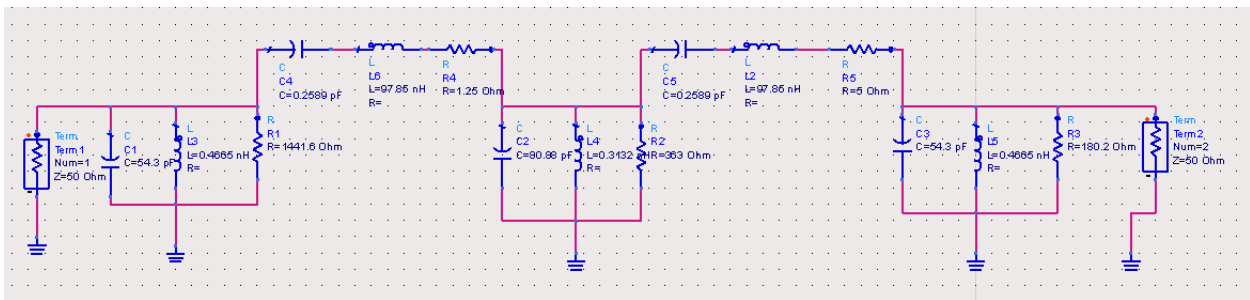 C
C4
C=0.2589 pF
L
L6
L=97.85 nH
R=
R
R4
R=1.25 Ohm
C
C5
C=0.2589 pF
L
L2
L=97.85 nH
R=
R
R5
R=5 Ohm
Term
Term1
Num=1
Z=50 Ohm
C
C1
C=54.3 pF
L
L3
L=0.4665 nH
R=
R
R1
R=1441.6 Ohm
C
C2
C=80.88 pF
L
L4
L=0.3132 nH
R=
R
R2
R=363 Ohm
C
C3
C=54.3 pF
L
L5
L=0.4665 nH
R=
R
R3
R=180.2 Ohm
Term
Term2
Num=2
Z=50 Ohm